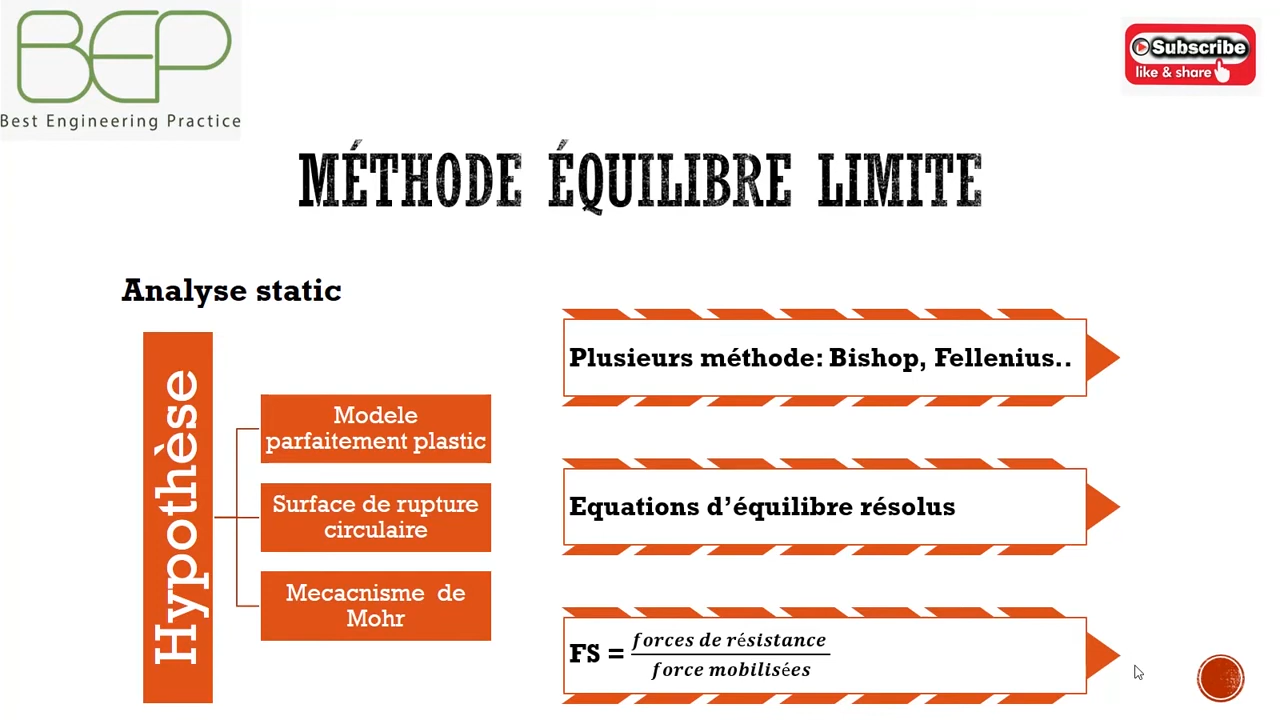 BEP
Best Engineering Practice
Subscribe
like & share
MÉTHODE ÉQUILIBRE LIMITE
Analyse static
Hypothèse
Modele
parfaitement plastic
Surface de rupture
circulaire
Mecacnisme de
Mohr
Plusieurs méthode: Bishop, Fellenius..
Equations d’équilibre résolus
FS = forces de résistance
force mobilisées